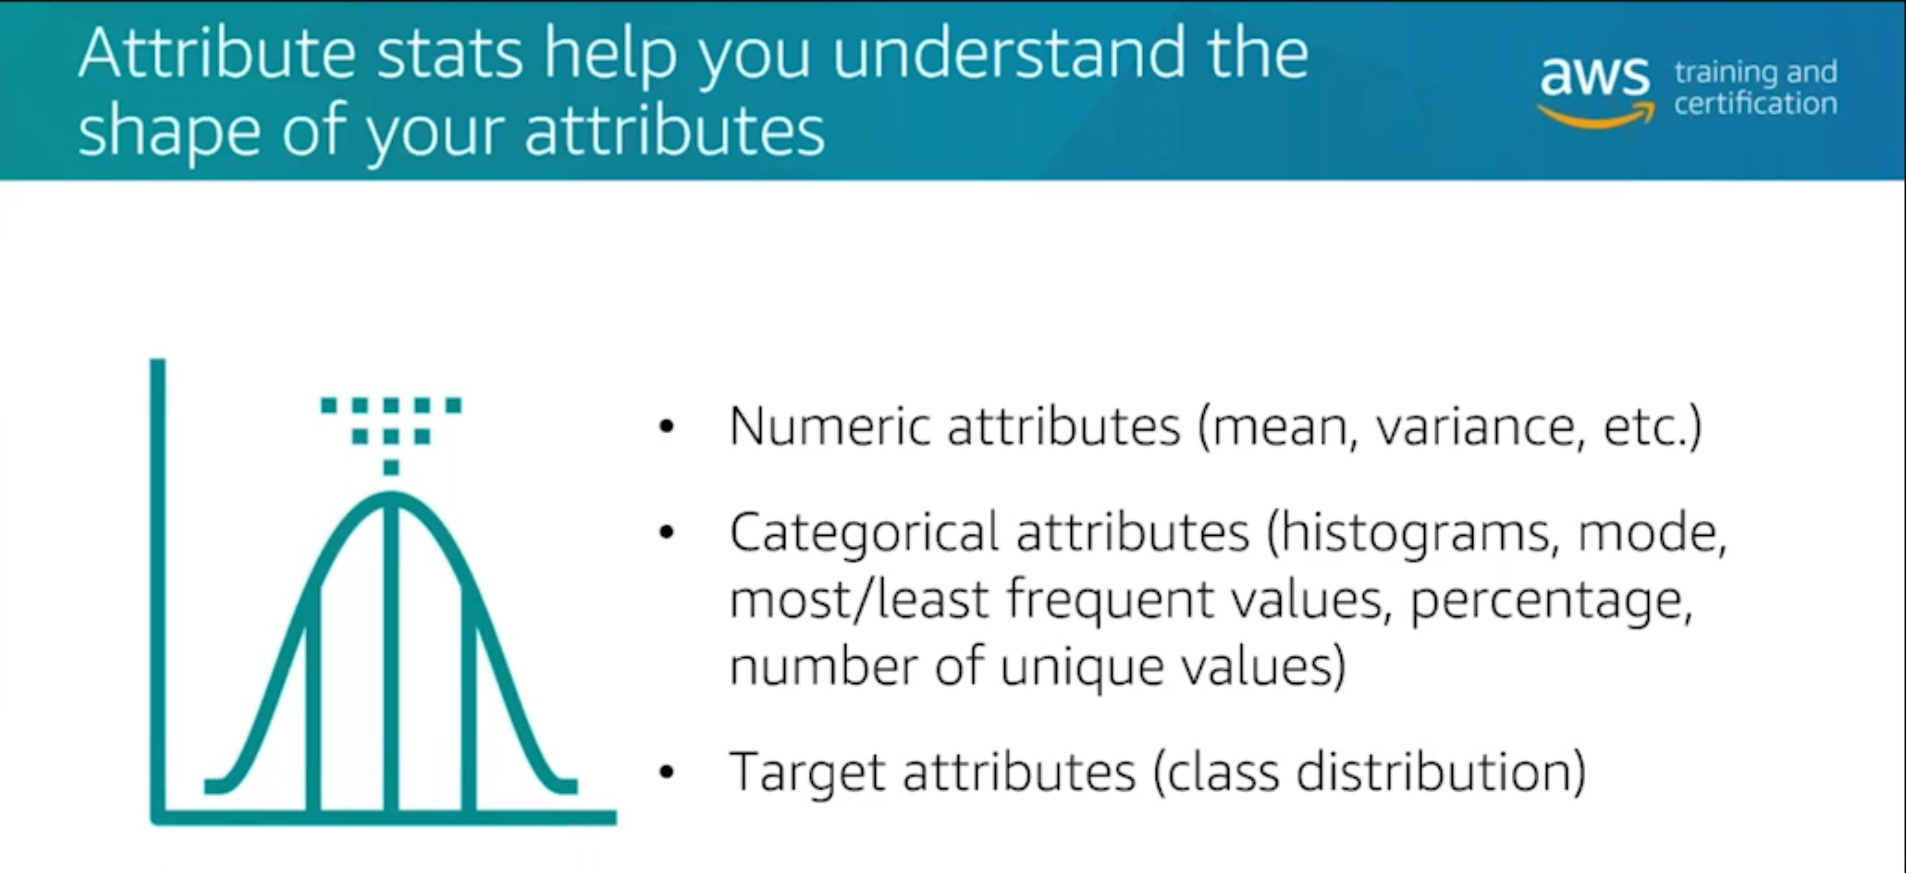 Attribute stats help you understand the
shape of your attributes
aws training and
certification
• Numeric attributes (mean, variance, etc.)
• Categorical attributes (histograms, mode,
most/least frequent values, percentage,
number of unique values)
• Target attributes (class distribution)